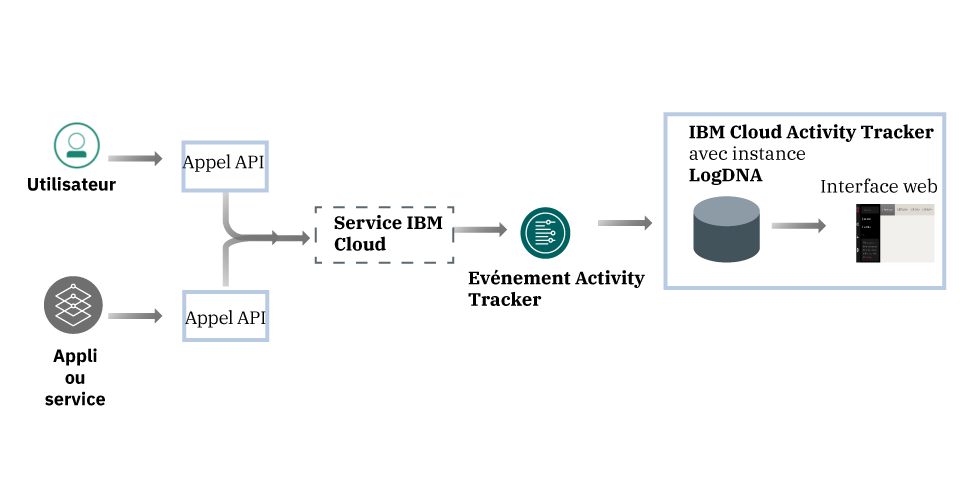 Utilisateur
Appel API
Appli
ou
service
Appel API
Service IBM
Cloud
Evénement Activity
Tracker
IBM Cloud Activity Tracker
avec instance
LogDNA
Interface web